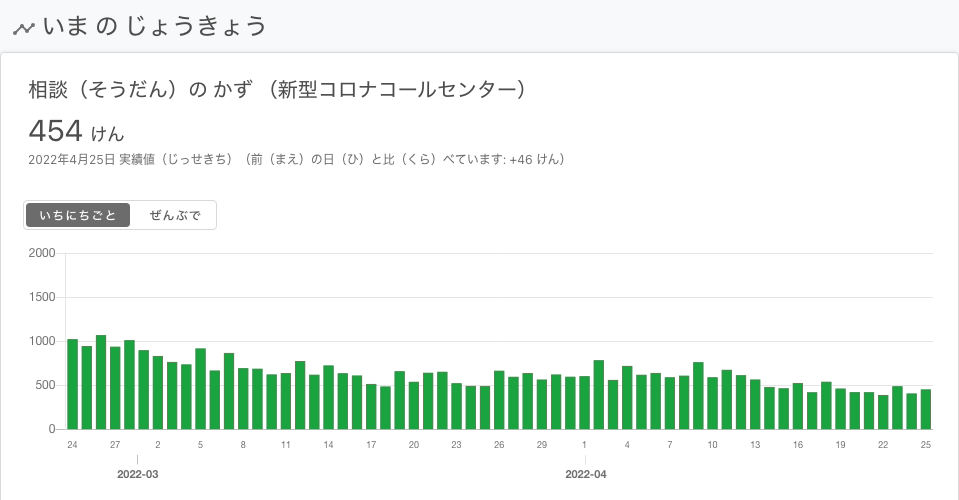 いま の じょうきょう
相談（そうだん）の かず （新型コロナコールセンター）
454 けん
2022年4月25日 実績値（じっせきち）（前（まえ）の日（ひ）と比（くら）べています: +46 けん）
いちにちごと ぜんぶで
2000
1500
1000
500
0
24 27 2 5 8 11 14 17 20 23 26 29 1 4 7 10 13 16 19 22 25
2022-03 2022-04